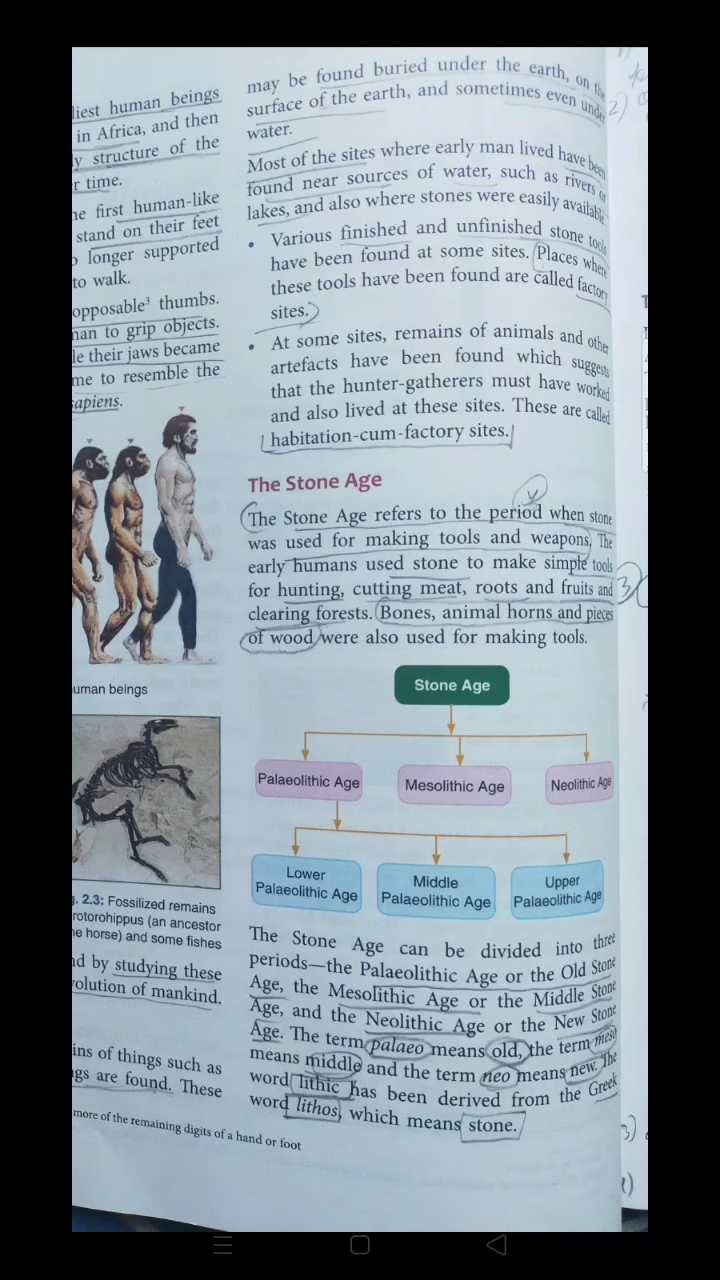 liest human beings
in Africa, and then
y structure of the
r time.
ne first human-like
stand on their feet
longer supported
to walk.
opposable³ thumbs.
nan to grip objects.
le their jaws became
me to resemble the
sapiens.
uman beings
g. 2.3: Fossilized remains
rotorohippus (an ancestor
he horse) and some fishes
nd by studying these
volution of mankind.
ins of things such as
gs are found. These
more of the remaining digits of a hand or foot
may be found buried under the earth, on the
surface of the earth, and sometimes even under
water.
Most of the sites where early man lived have been
found near sources of water, such as rivers or
lakes, and also where stones were easily available.
• Various finished and unfinished stone tools
have been found at some sites. Places where
these tools have been found are called factory
sites.
• At some sites, remains of animals and other
artefacts have been found which suggests
that the hunter-gatherers must have worked
and also lived at these sites. These are called
habitation-cum-factory sites.
The Stone Age
The Stone Age refers to the period when stone
was used for making tools and weapons. The
early humans used stone to make simple tools
for hunting, cutting meat, roots and fruits and
clearing forests. Bones, animal horns and pieces
of wood were also used for making tools.
Stone Age
Palaeolithic Age
Mesolithic Age
Neolithic Age
Lower
Palaeolithic Age
Middle
Palaeolithic Age
Upper
Palaeolithic Age
The Stone Age can be divided into three
periods—the Palaeolithic Age or the Old Stone
Age, the Mesolithic Age or the Middle Stone
Age, and the Neolithic Age or the New Stone
Age. The term palaeo means old, the term meso
means middle and the term neo means new. The
word lithic has been derived from the Greek
word lithos, which means stone.
2)
3)
3)